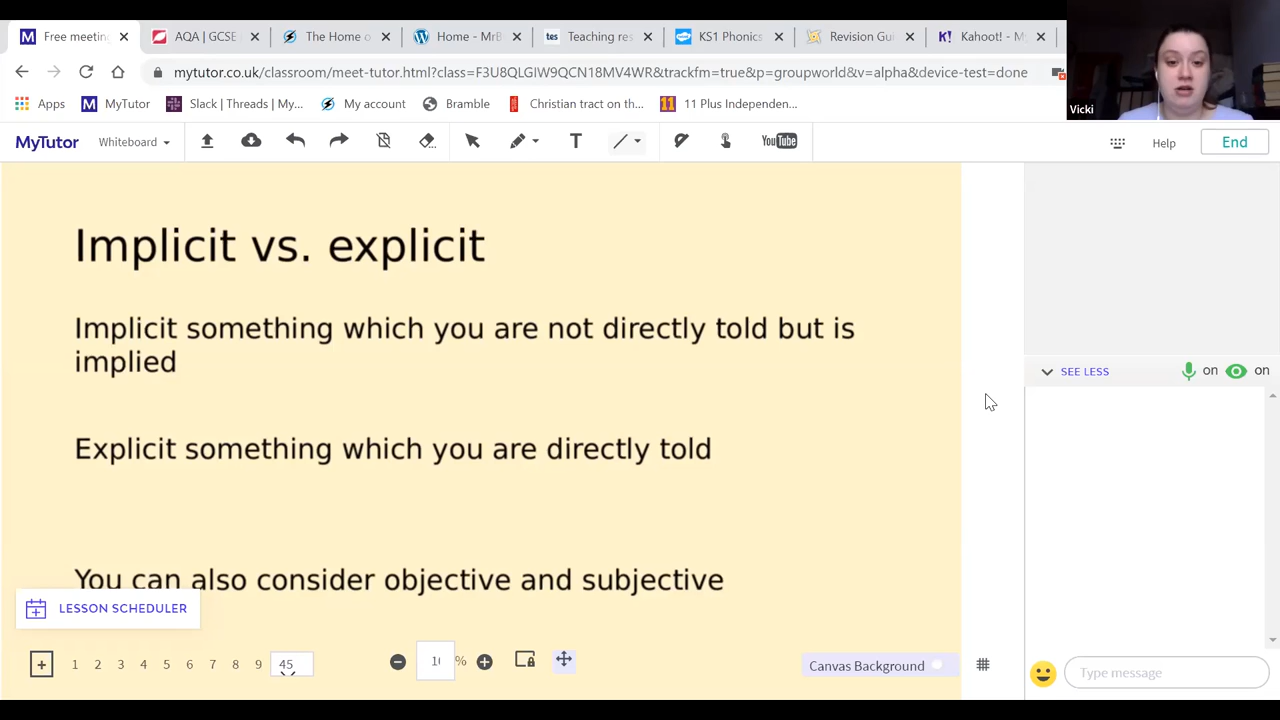 Free meetin
AQA | GCSE
The Home o
Home - MrB
Teaching res
KS1 Phonics
Revision Gui
Kahoot! - My
mytutor.co.uk/classroom/meet-tutor.html?class=F3U8QLGIW9QCN18MV4WR&trackfm=true&p=groupworld&v=alpha&device-test=done
Apps
MyTutor
Slack | Threads | My...
My account
Bramble
Christian tract on th...
11 Plus Independen...
Vicki
MyTutor
Whiteboard
T
YouTube
Help
End
Implicit vs. explicit
Implicit something which you are not directly told but is
implied
Explicit something which you are directly told
You can also consider objective and subjective
SEE LESS
on
on
LESSON SCHEDULER
1 2 3 4 5 6 7 8 9 45
%
Canvas Background
Type message